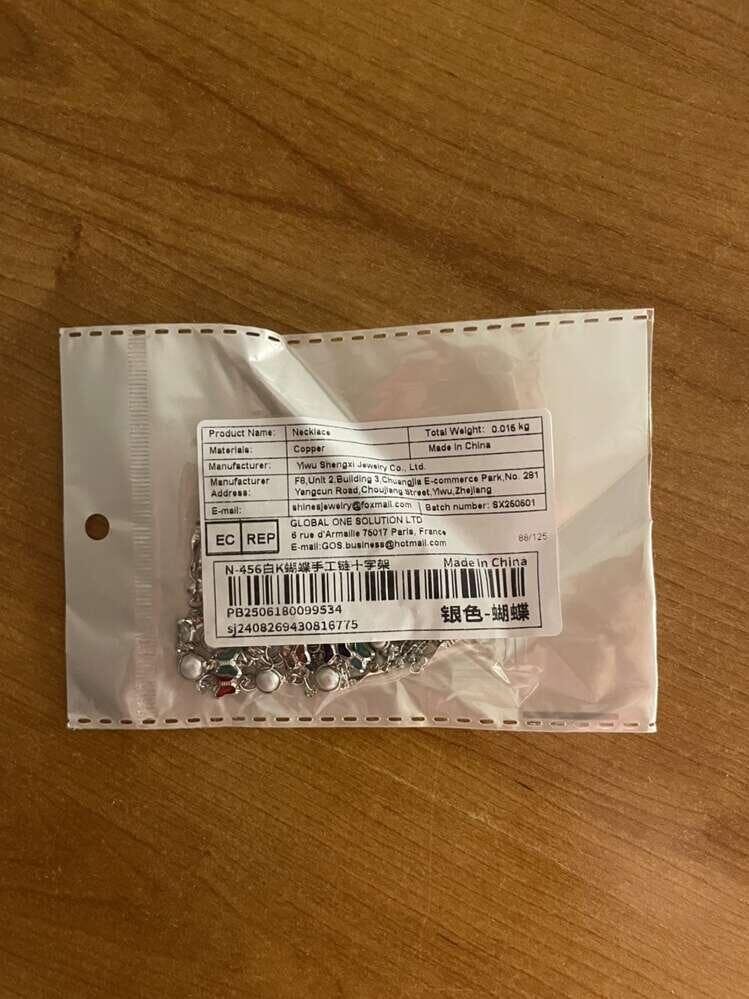 Product Name: Necklace Total Weight: 0.016 kg
Materials: Copper Made in China
Manufacturer: Yiwu Shengxi Jewelry Co., Ltd.
Manufacturer Address: F8,Unit 2,Building 3,Chuangjia E-commerce Park,No. 281
Yangcun Road,Choujiang Street,Yiwu,Zhejiang
E-mail: shinesjewelry@foxmail.com Batch number: SX250601
EC REP GLOBAL ONE SOLUTION LTD
6 rue d'Armaille 75017 Paris, France
E-mail:GOS.business@hotmail.com
88/125
N-456白K蝴蝶手工链十字架 Made in China
PB2506180099534
sj2408269430816775
银色-蝴蝶